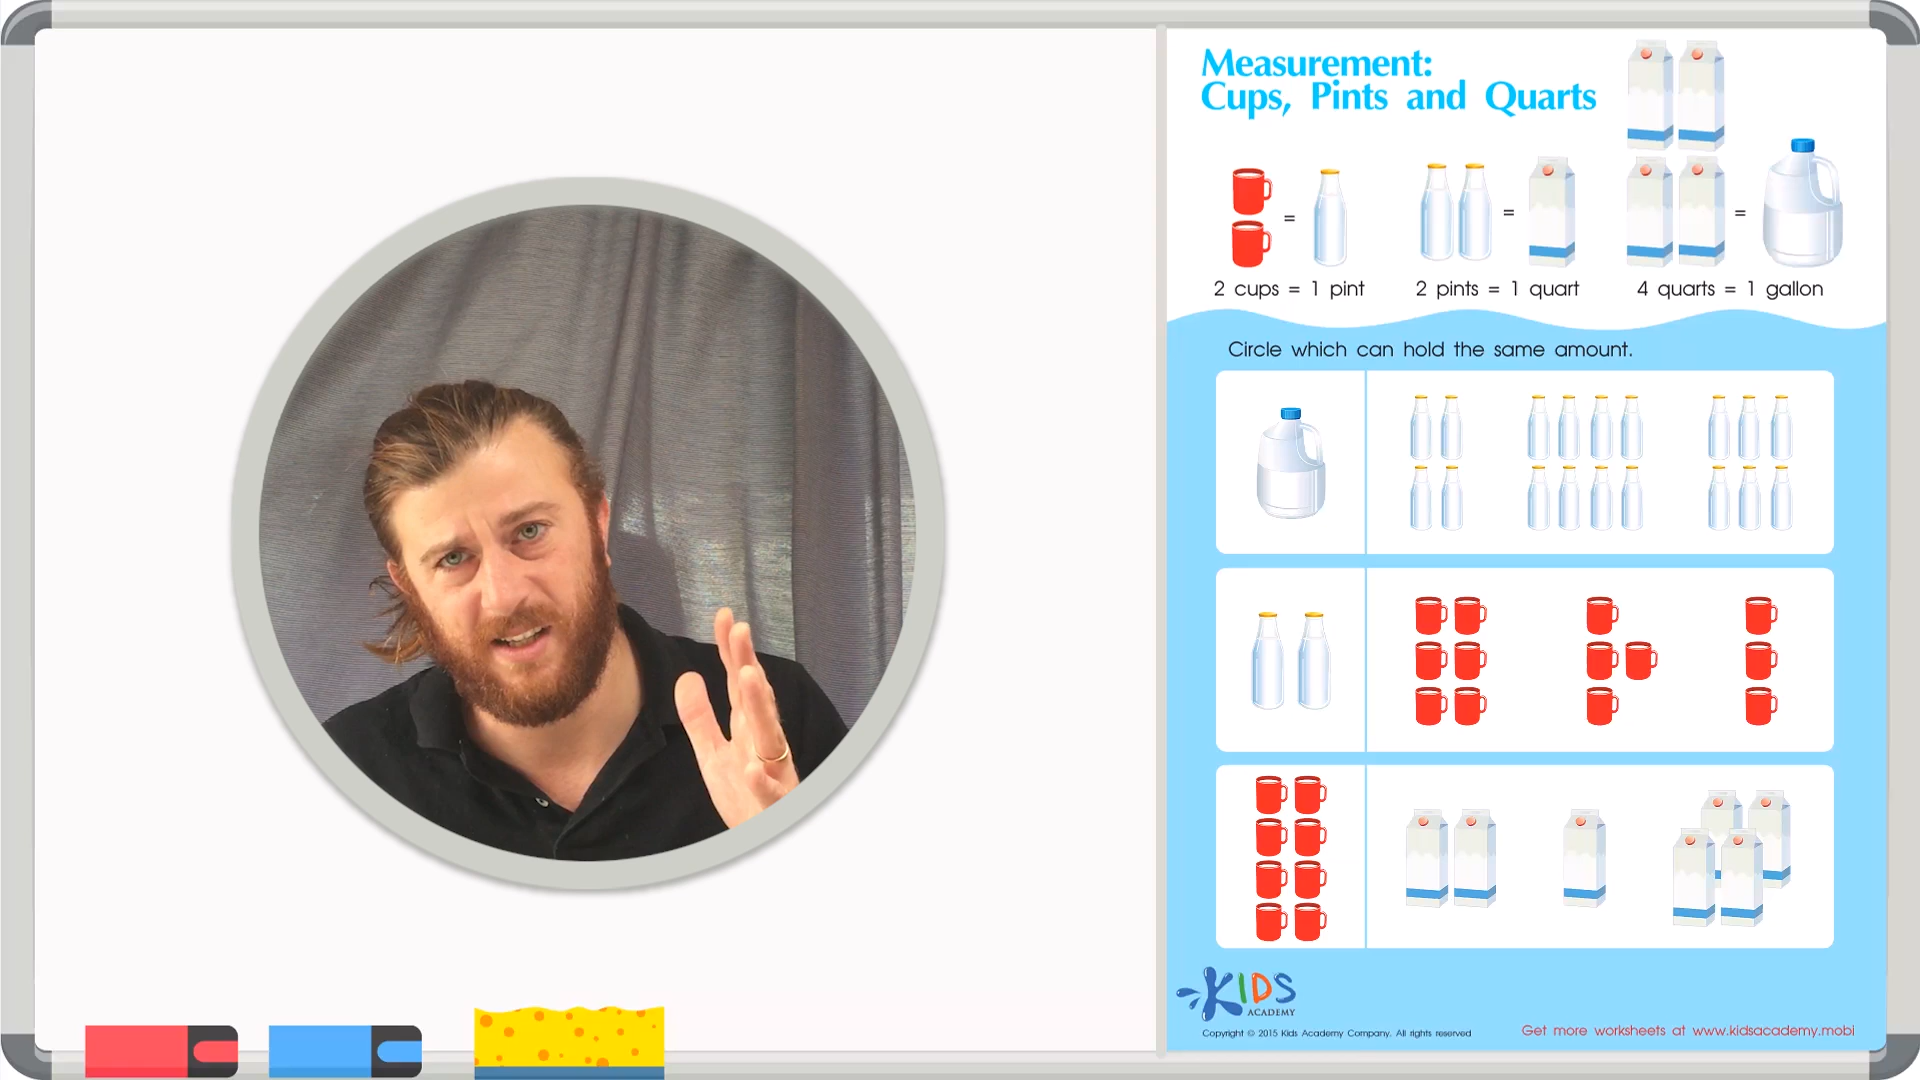 Measurement:
Cups, Pints and Quarts
= = =
2 cups = 1 pint 2 pints = 1 quart 4 quarts = 1 gallon
Circle which can hold the same amount.
KIDS
ACADEMY
Copyright © 2015 Kids Academy Company. All rights reserved
Get more worksheets at www.kidsacademy.mobi